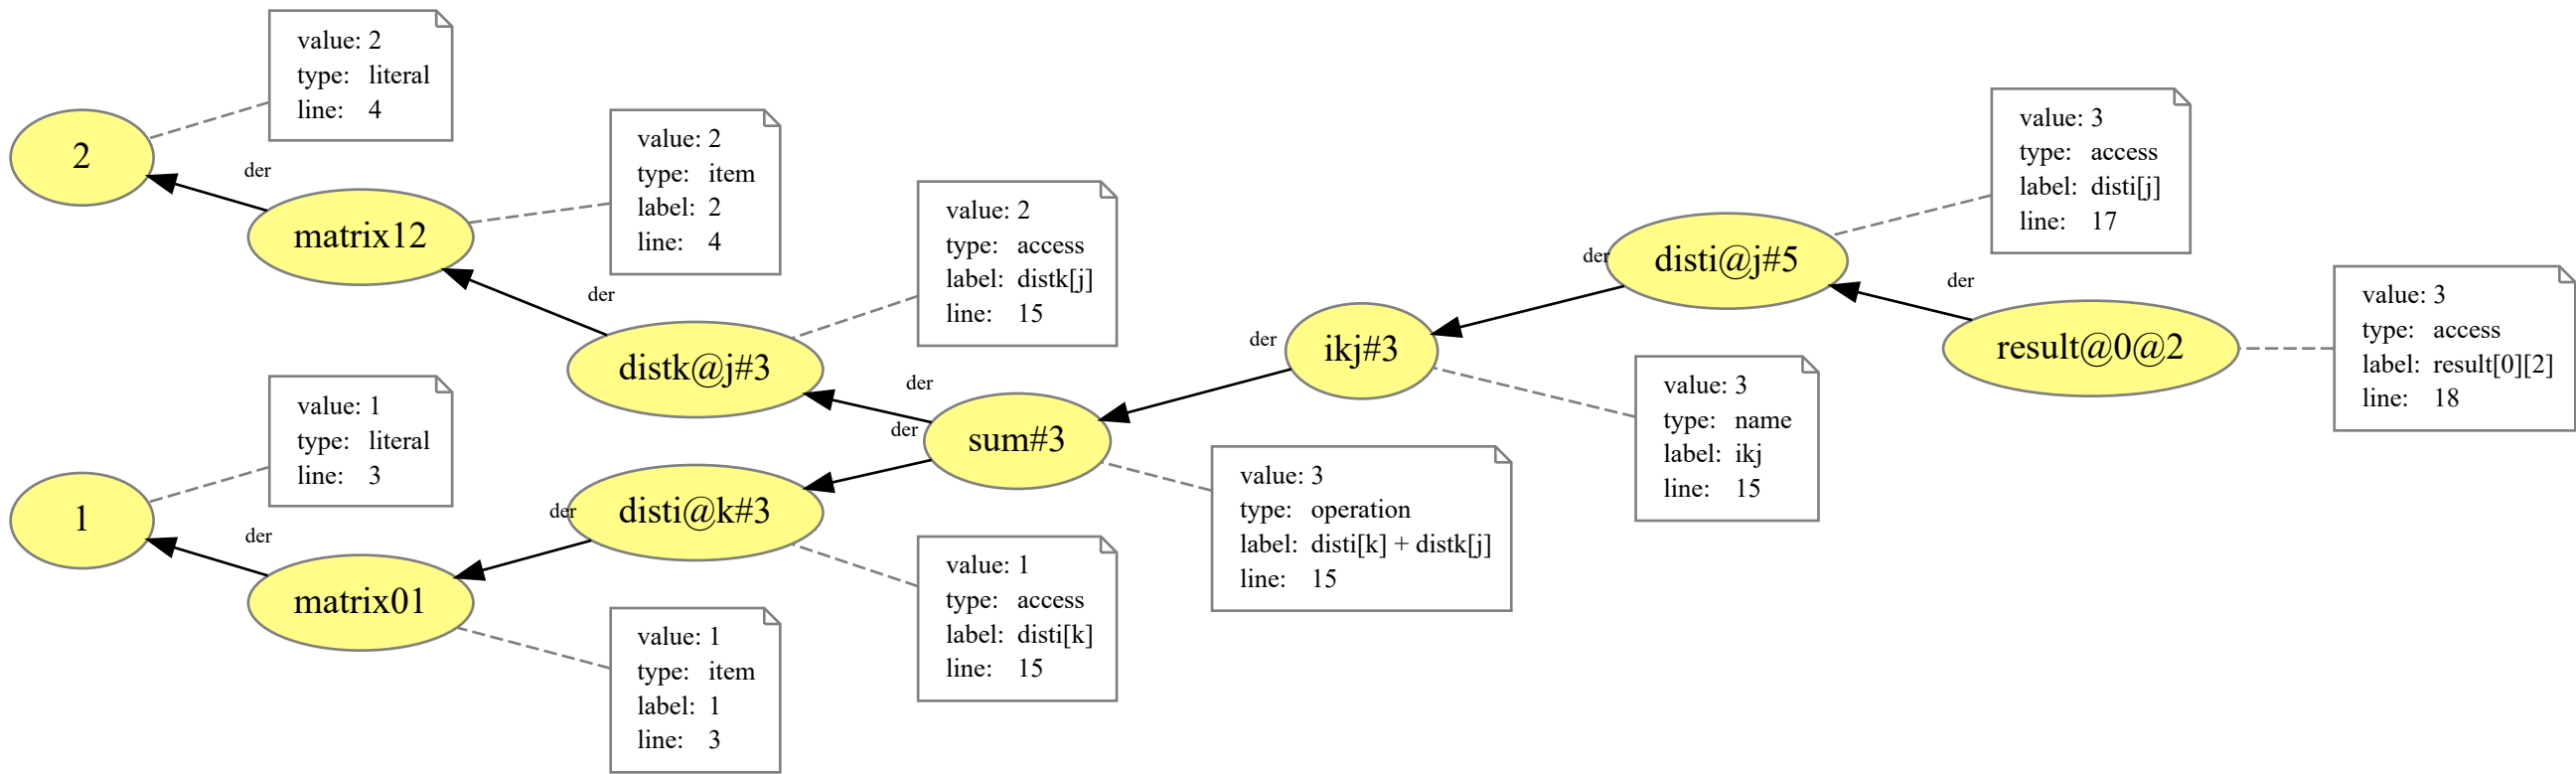 value: 2
type: literal
line: 4
2
der
matrix12
value: 2
type: item
label: 2
line: 4
der
distk@j#3
value: 2
type: access
label: distk[j]
line: 15
value: 1
type: literal
line: 3
1
der
matrix01
value: 1
type: item
label: 1
line: 3
der
disti@k#3
value: 1
type: access
label: disti[k]
line: 15
der
der
sum#3
value: 3
type: operation
label: disti[k] + distk[j]
line: 15
der
ikj#3
value: 3
type: name
label: ikj
line: 15
der
disti@j#5
value: 3
type: access
label: disti[j]
line: 17
der
result@0@2
value: 3
type: access
label: result[0][2]
line: 18